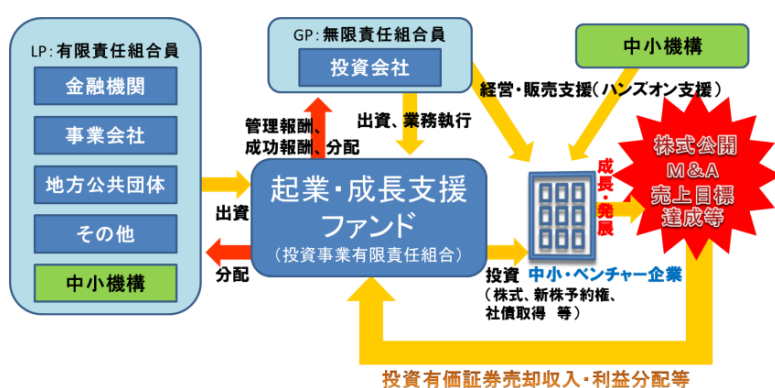 LP:有限責任組合員
金融機関
事業会社
地方公共団体
その他
中小機構
GP:無限責任組合員
投資会社
中小機構
経営・販売支援(ハンズオン支援)
管理報酬、
成功報酬、分配
出資、業務執行
出資
分配
起業・成長支援
ファンド
(投資事業有限責任組合)
成長・発展
株式公開
M&A
売上目標
達成等
投資
中小・ベンチャー企業
(株式、新株予約権、
社債取得 等)
投資有価証券売却収入・利益分配等